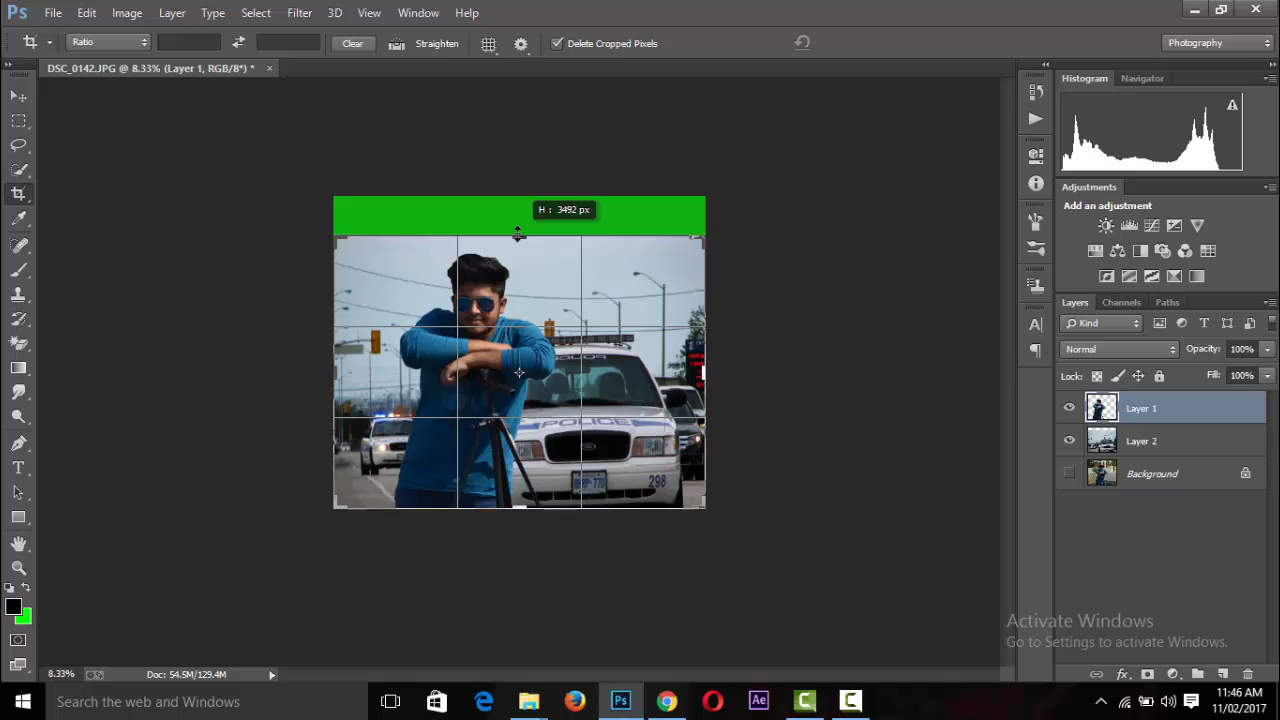 Ps File Edit Image Layer Type Select Filter 3D View Window Help
Ratio Clear Straighten Delete Cropped Pixels Photography
DSC_0142.JPG @ 8.33% (Layer 1, RGB/8*) *
Histogram Navigator
H : 3492 px
Adjustments
Add an adjustment
Layers Channels Paths
Kind
Normal Opacity: 100%
Lock: Fill: 100%
Layer 1
Layer 2
Background
POLICE
298
Activate Windows
Go to Settings to activate Windows.
8.33% Doc: 54.5M/129.4M
Search the web and Windows
Ps
Ae
11:46 AM
11/02/2017